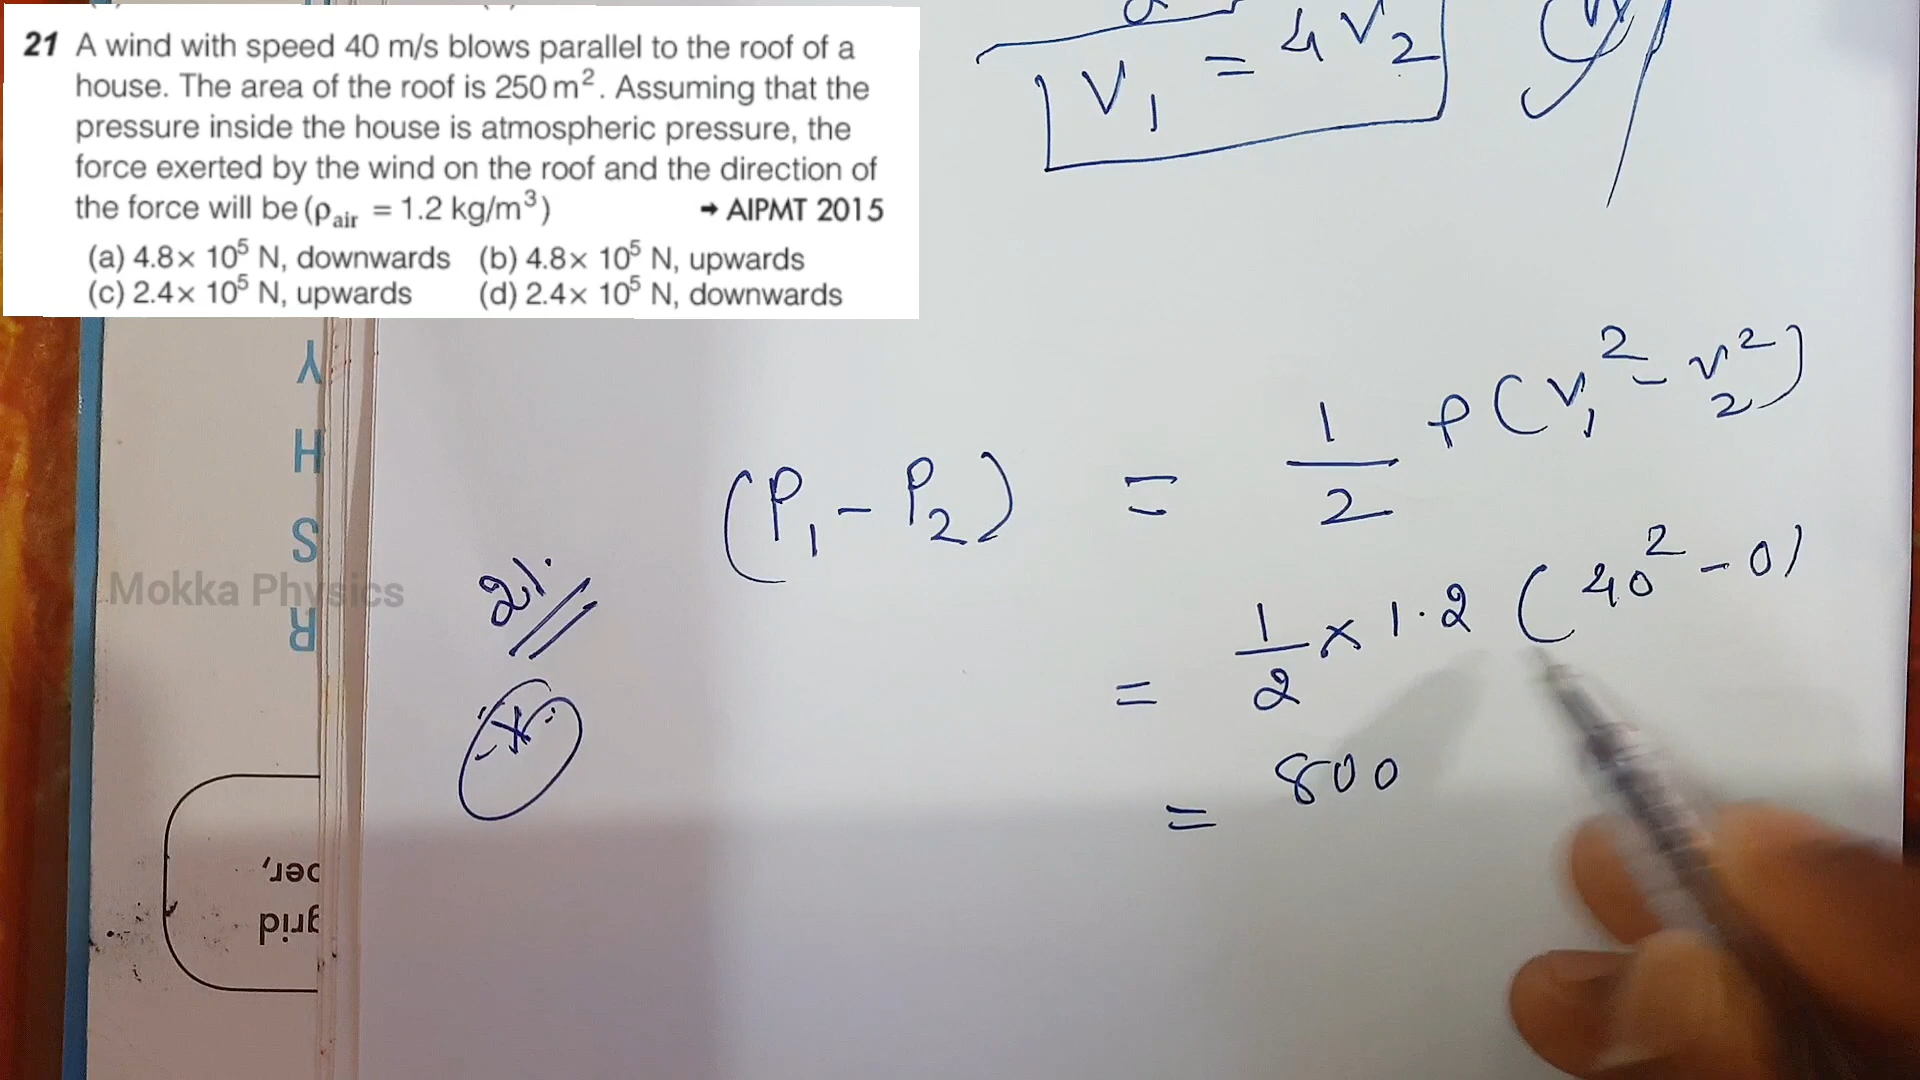 21 A wind with speed 40 m/s blows parallel to the roof of a
house. The area of the roof is 250 m². Assuming that the
pressure inside the house is atmospheric pressure, the
force exerted by the wind on the roof and the direction of
the force will be (ρair = 1.2 kg/m³) → AIPMT 2015
(a) 4.8× 10⁵ N, downwards (b) 4.8× 10⁵ N, upwards
(c) 2.4× 10⁵ N, upwards (d) 2.4× 10⁵ N, downwards
V₁ = 4V₂
21.
(P₁ - P₂) = 1/2 ρ(V₁² - V₂²)
= 1/2 × 1.2 (40² - 0)
= 800
Mokka Physics
Y
H
S
R
per,
grid